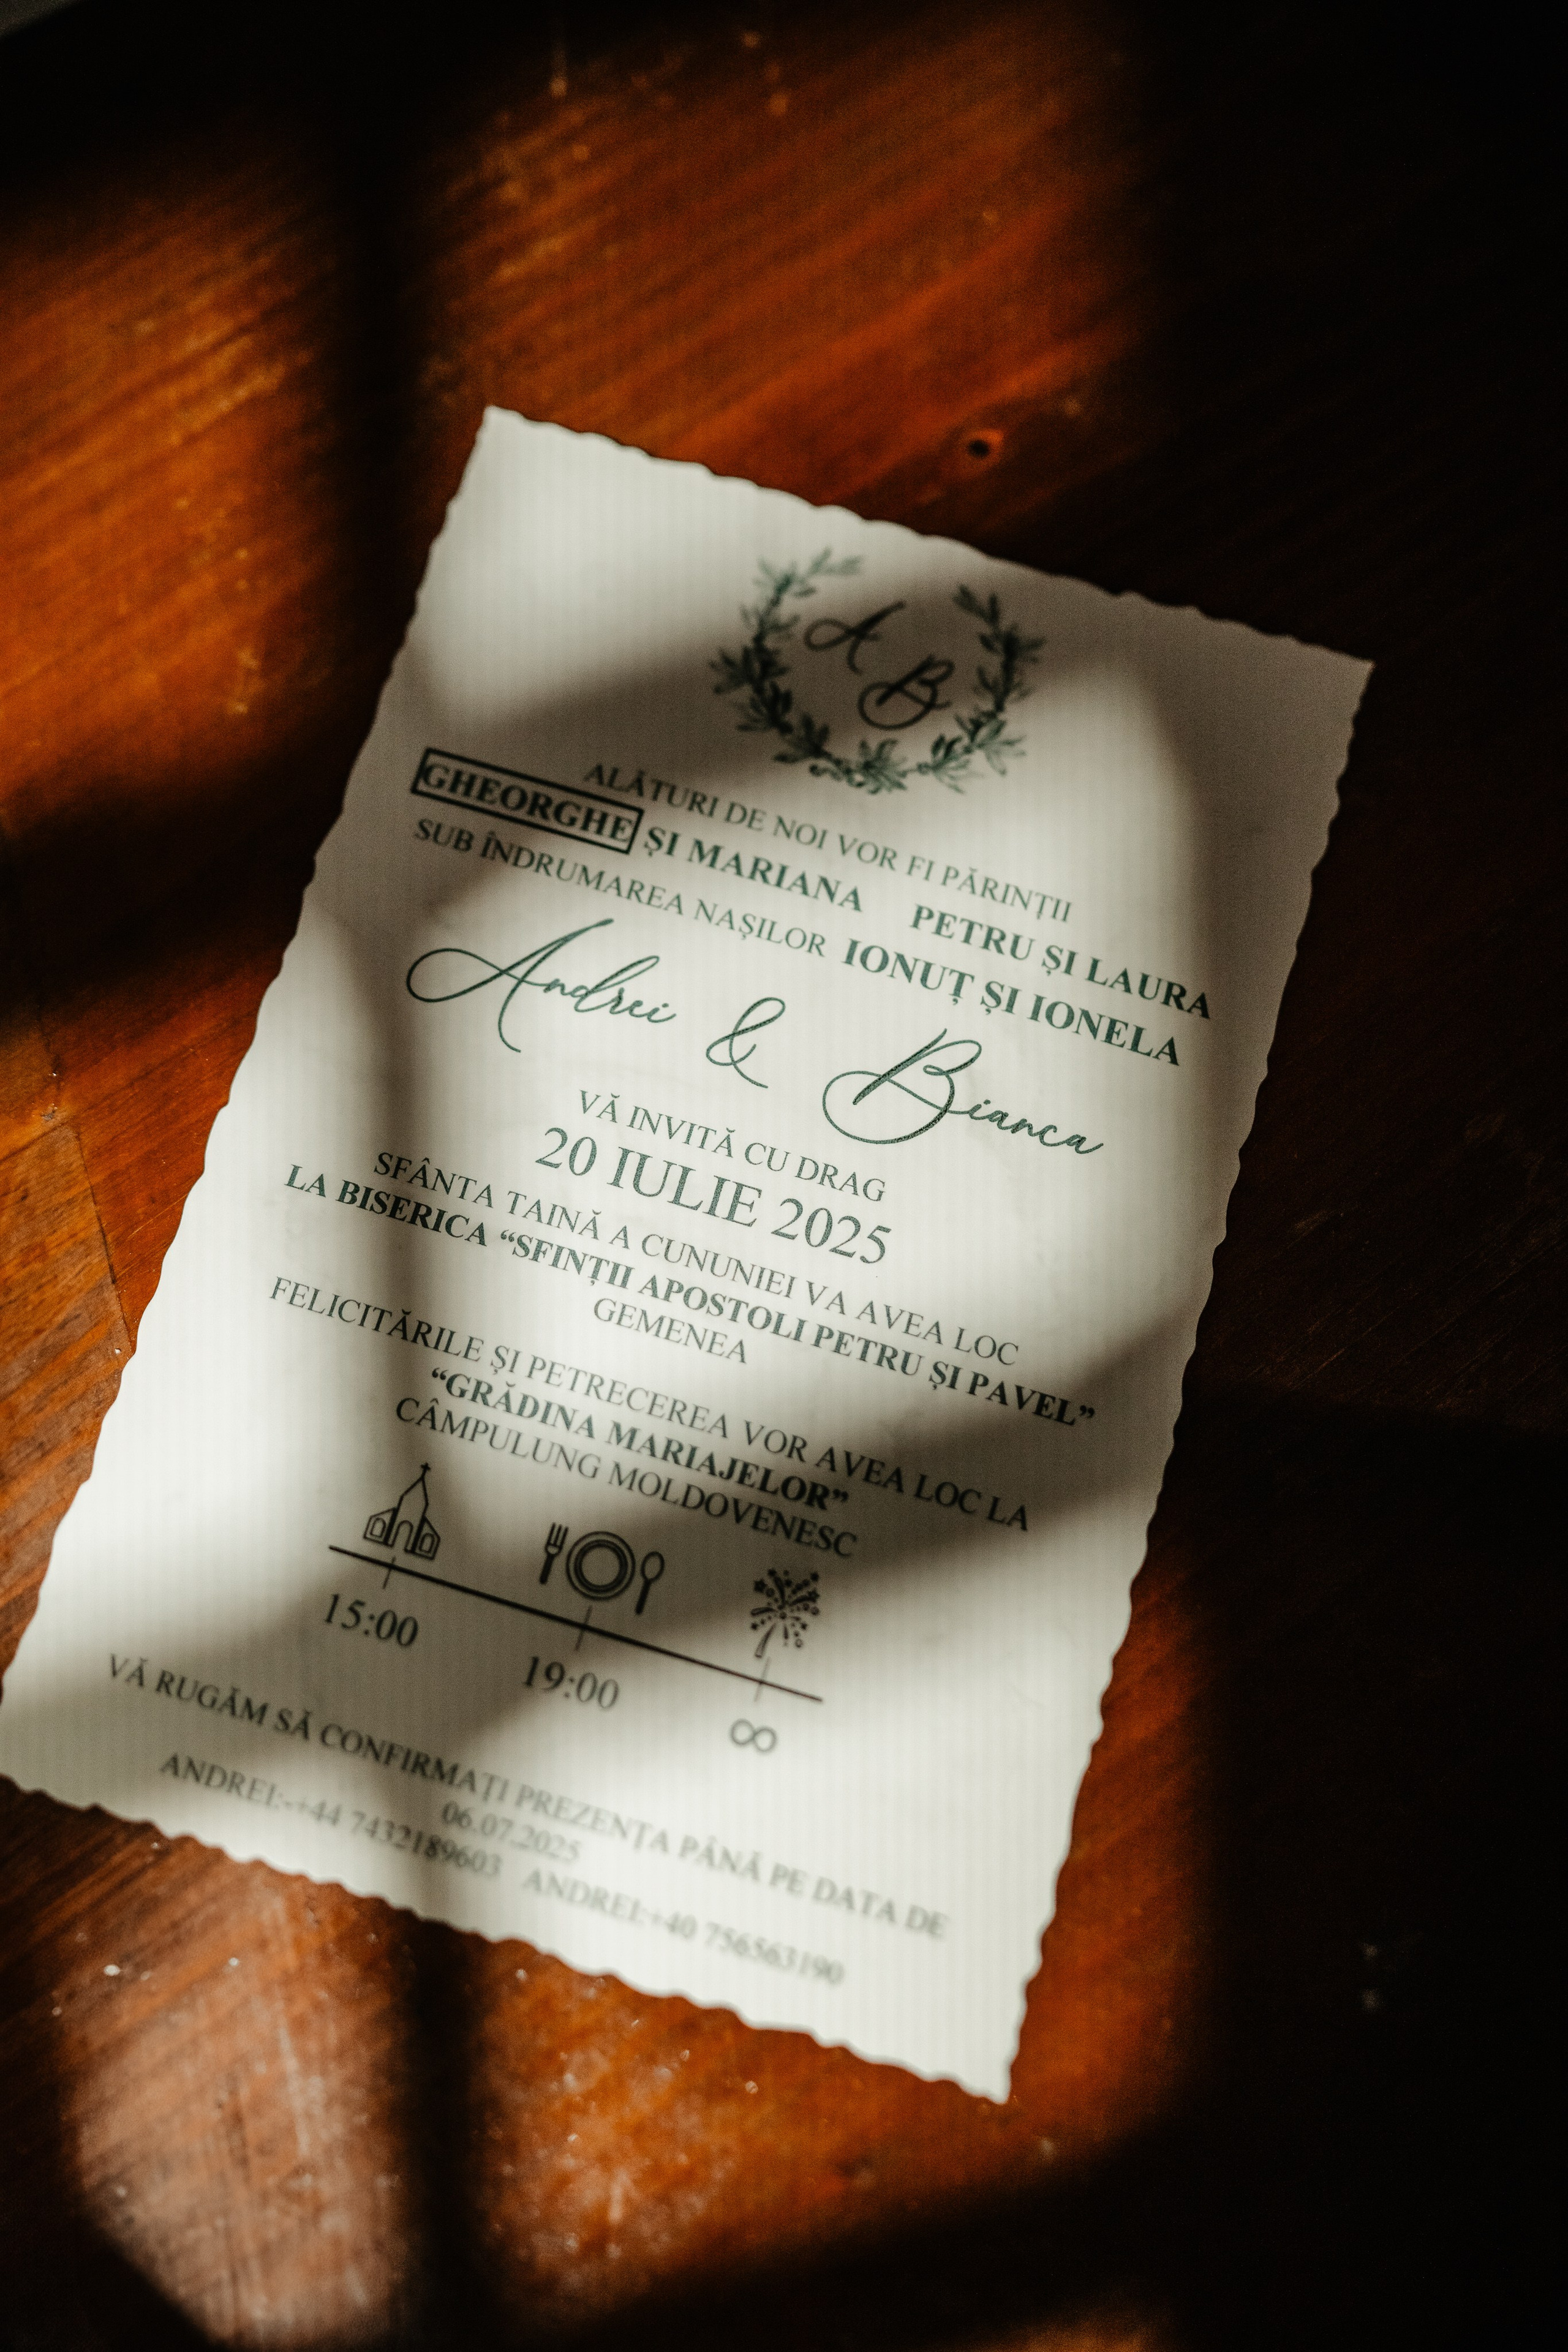 A
B
ALĂTURI DE NOI VOR FI PĂRINȚII
GHEORGHE ȘI MARIANA PETRU ȘI LAURA
SUB ÎNDRUMAREA NAȘILOR IONUȚ ȘI IONELA
Andrei & Bianca
VĂ INVITĂ CU DRAG
20 IULIE 2025
SFÂNTA TAINĂ A CUNUNIEI VA AVEA LOC
LA BISERICA “SFINȚII APOSTOLI PETRU ȘI PAVEL”
GEMENEA
FELICITĂRILE ȘI PETRECEREA VOR AVEA LOC LA
“GRĂDINA MARIAJELOR”
CÂMPULUNG MOLDOVENESC
15:00 19:00 ∞
VĂ RUGĂM SĂ CONFIRMAȚI PREZENȚA PÂNĂ PE DATA DE
06.07.2025
ANDREI:-+44 7432189603 ANDREI:+40 756563190